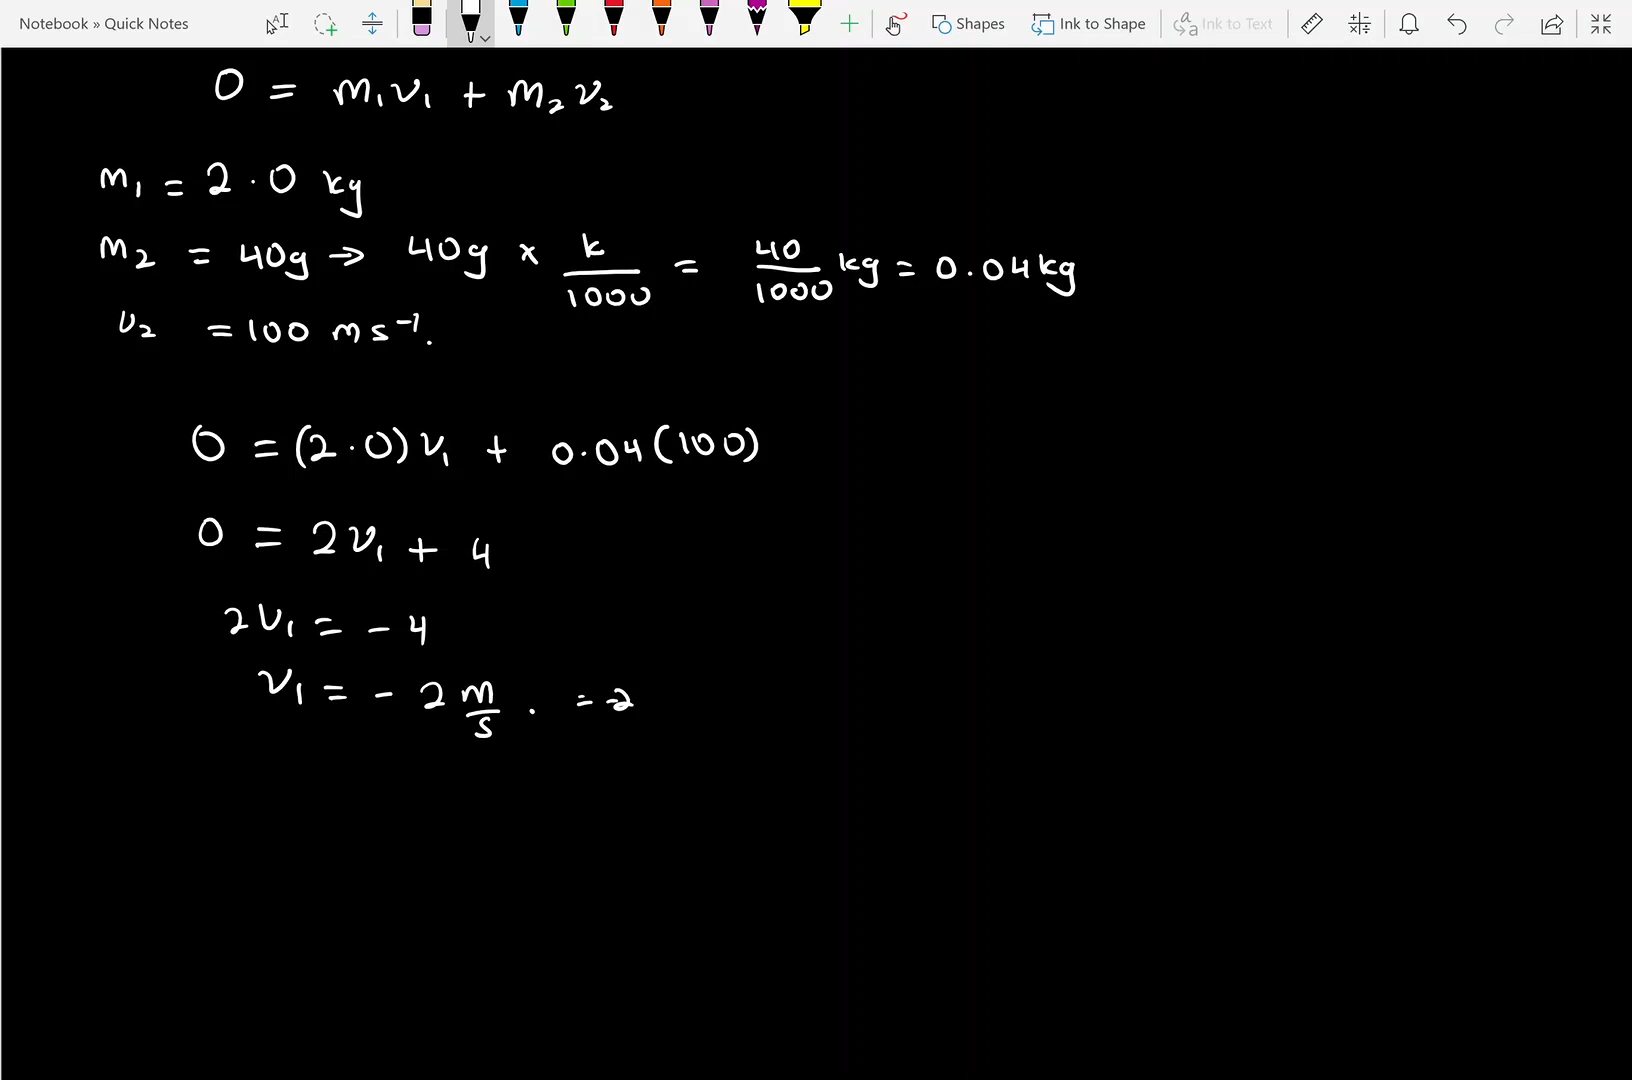 Notebook » Quick Notes
Shapes
Ink to Shape
Ink to Text
0 = m₁v₁ + m₂v₂
m₁ = 2·0 kg
m₂ = 40g → 40g × k/1000 = 40/1000 kg = 0.04kg
v₂ = 100 ms⁻¹.
0 = (2·0)v₁ + 0.04(100)
0 = 2v₁ + 4
2v₁ = - 4
v₁ = - 2 m/s . = -2